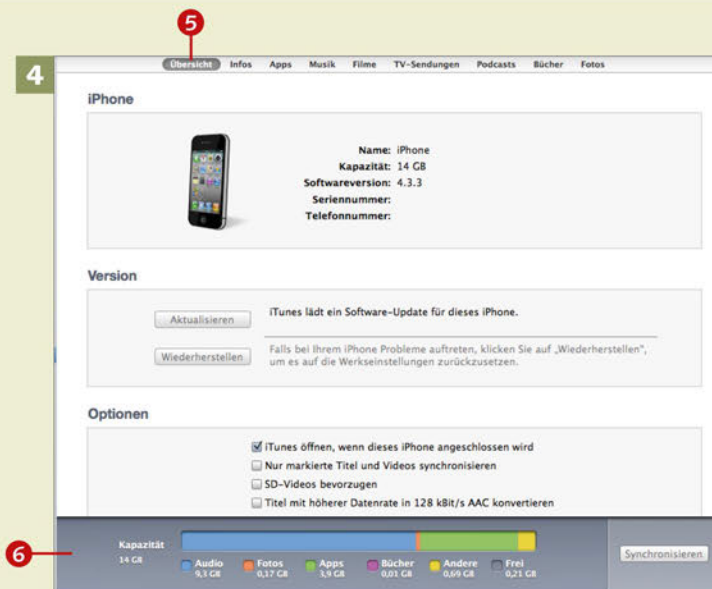 5
4
Übersicht Infos Apps Musik Filme TV-Sendungen Podcasts Bücher Fotos
iPhone
Name: iPhone
Kapazität: 14 GB
Softwareversion: 4.3.3
Seriennummer:
Telefonnummer:
Version
Aktualisieren
iTunes lädt ein Software-Update für dieses iPhone.
Wiederherstellen
Falls bei Ihrem iPhone Probleme auftreten, klicken Sie auf „Wiederherstellen“,
um es auf die Werkseinstellungen zurückzusetzen.
Optionen
iTunes öffnen, wenn dieses iPhone angeschlossen wird
Nur markierte Titel und Videos synchronisieren
SD-Videos bevorzugen
Titel mit höherer Datenrate in 128 kBit/s AAC konvertieren
6
Kapazität
14 GB
Audio Fotos Apps Bücher Andere Frei
9,3 GB 0,17 GB 3,9 GB 0,01 GB 0,69 GB 0,21 GB
Synchronisieren